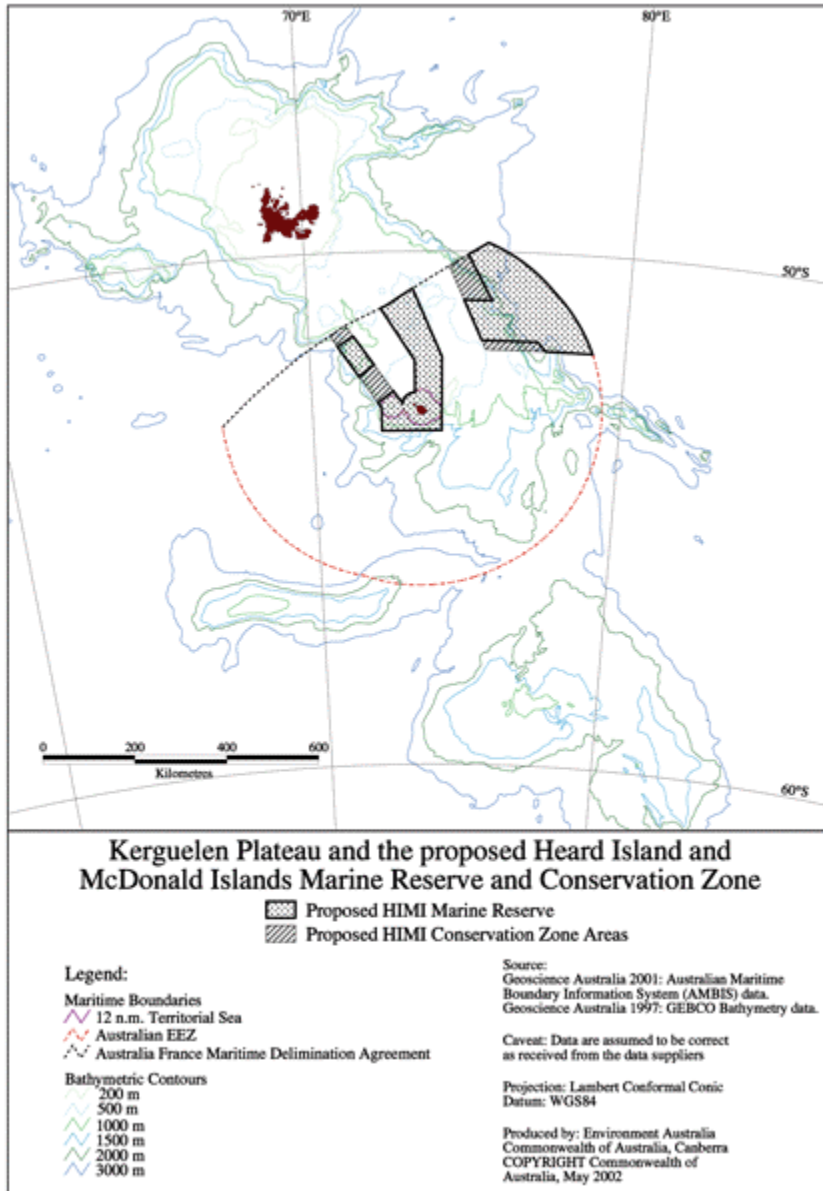 70°E
80°E
50°S
0 200 400 600
Kilometres
60°S
Kerguelen Plateau and the proposed Heard Island and
McDonald Islands Marine Reserve and Conservation Zone
Proposed HIMI Marine Reserve
Proposed HIMI Conservation Zone Areas
Legend:
Maritime Boundaries
12 n.m. Territorial Sea
Australian EEZ
Australia France Maritime Delimination Agreement
Bathymetric Contours
200 m
500 m
1000 m
1500 m
2000 m
3000 m
Source:
Geoscience Australia 2001: Australian Maritime
Boundary Information System (AMBIS) data.
Geoscience Australia 1997: GEBCO Bathymetry data.
Caveat: Data are assumed to be correct
as received from the data suppliers
Projection: Lambert Conformal Conic
Datum: WGS84
Produced by: Environment Australia
Commonwealth of Australia, Canberra
COPYRIGHT Commonwealth of
Australia, May 2002